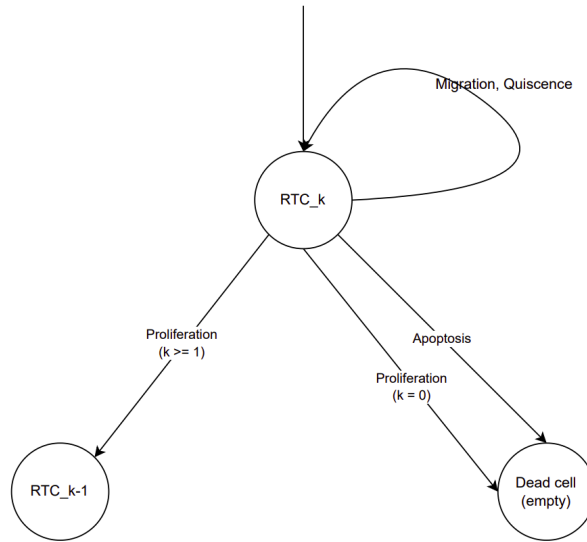 Migration, Quiscence
RTC_k
Proliferation
(k >= 1)
Apoptosis
Proliferation
(k = 0)
RTC_k-1
Dead cell
(empty)